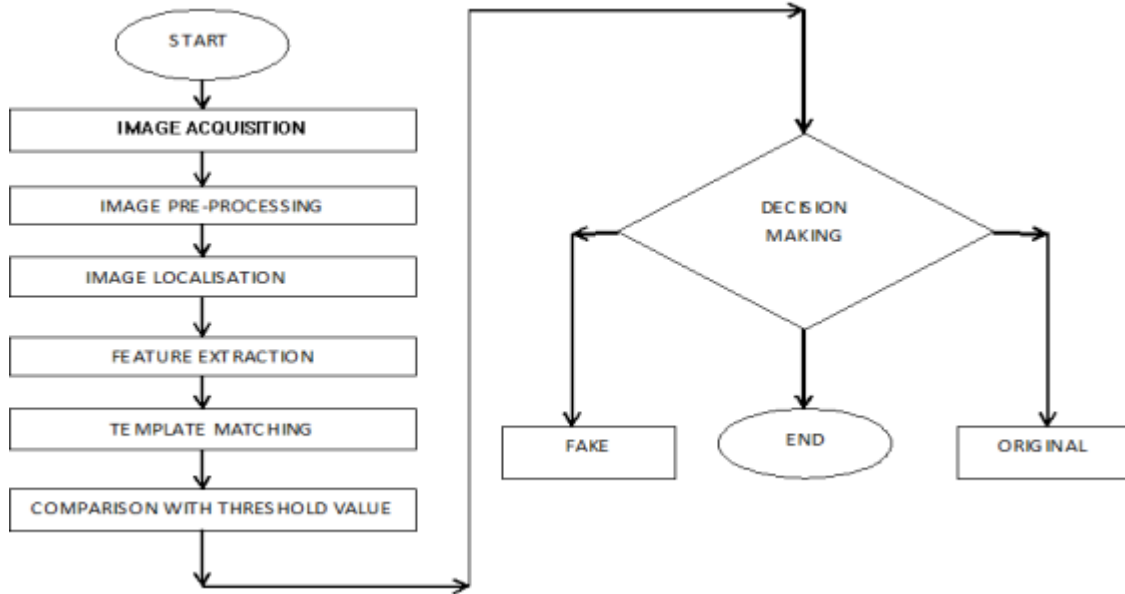 START
IMAGE ACQUISITION
IMAGE PRE-PROCESSING
IMAGE LOCALISATION
FEATURE EXTRACTION
TEMPLATE MATCHING
COMPARISON WITH THRESHOLD VALUE
DECISION
MAKING
FAKE
END
ORIGINAL